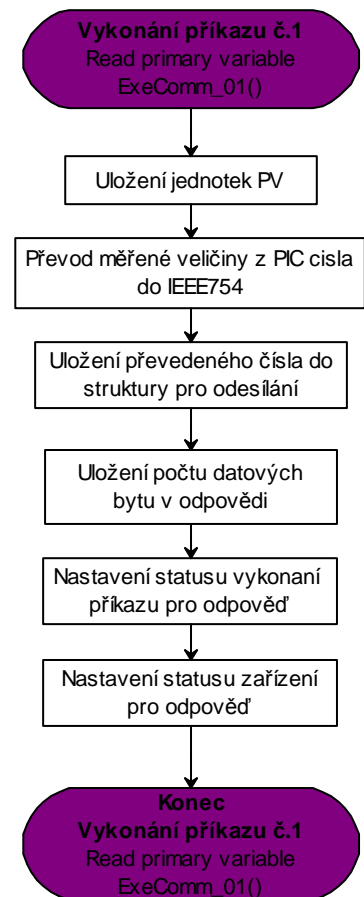 Vykonání příkazu č.1
Read primary variable
ExeComm_01()
Uložení jednotek PV
Převod měřené veličiny z PIC cisla
do IEEE754
Uložení převedeného čísla do
struktury pro odesílání
Uložení počtu datových
bytu v odpovědi
Nastavení statusu vykonaní
příkazu pro odpověď
Nastavení statusu zařízení
pro odpověď
Konec
Vykonání příkazu č.1
Read primary variable
ExeComm_01()